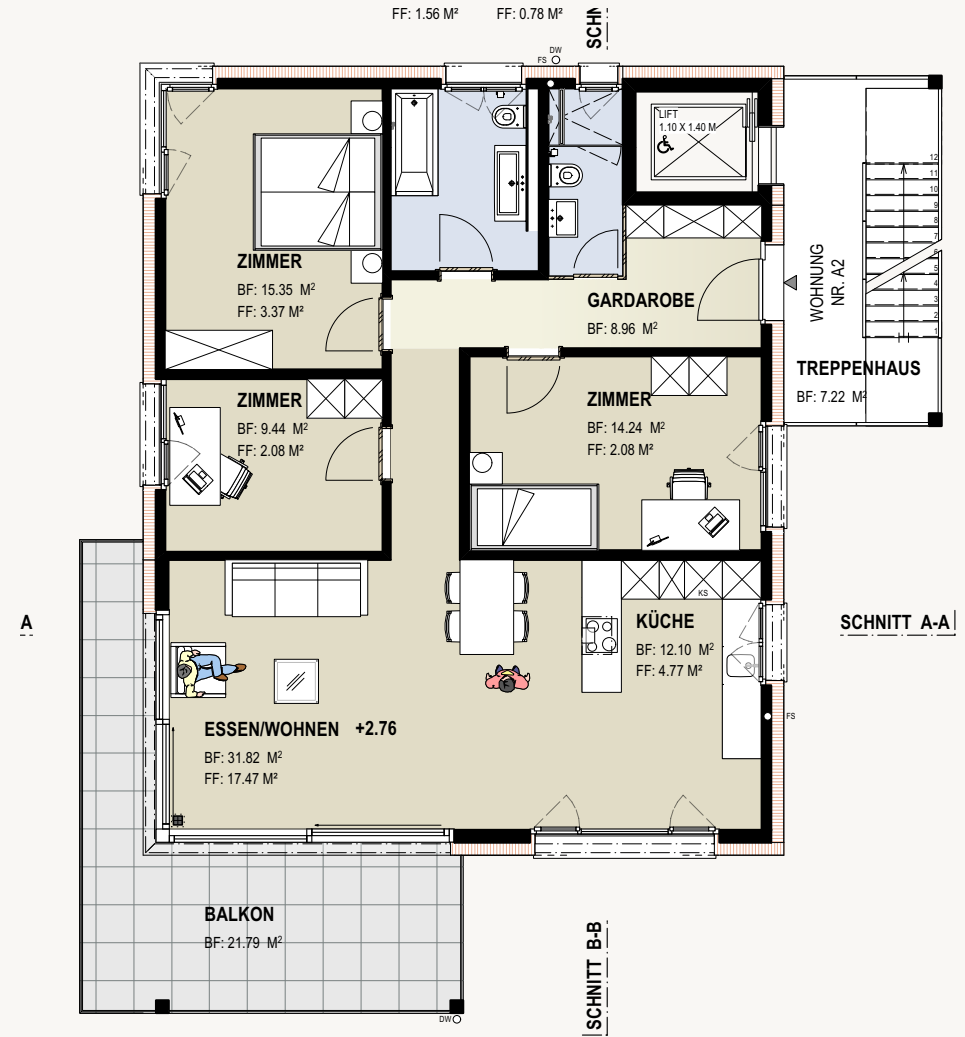 FF: 1.56 M² FF: 0.78 M²
SCHN
DW
FS
LIFT
1.10 X 1.40 M
ZIMMER
BF: 15.35 M²
FF: 3.37 M²
GARDAROBE
BF: 8.96 M²
WOHNUNG
NR. A2
12
11
10
9
8
7
6
5
4
3
2
1
TREPPENHAUS
BF: 7.22 M²
ZIMMER
BF: 9.44 M²
FF: 2.08 M²
ZIMMER
BF: 14.24 M²
FF: 2.08 M²
A
SCHNITT A-A
KS
KÜCHE
BF: 12.10 M²
FF: 4.77 M²
FS
ESSEN/WOHNEN +2.76
BF: 31.82 M²
FF: 17.47 M²
BALKON
BF: 21.79 M²
SCHNITT B-B
DW